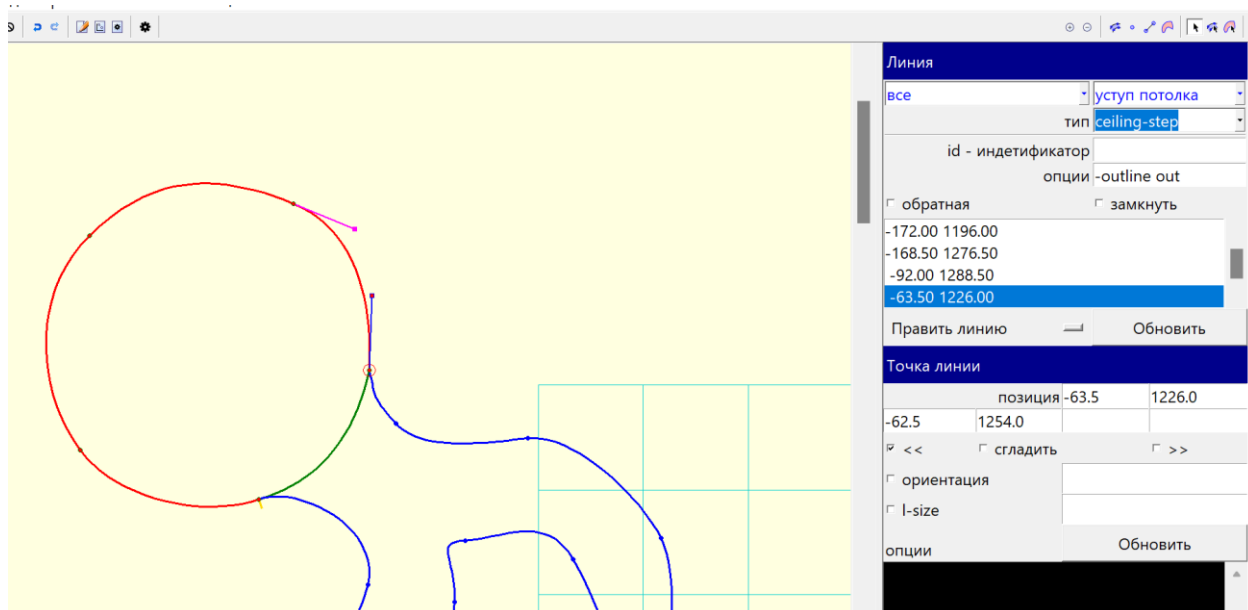 Линия
все уступ потолка
тип ceiling-step
id - индетификатор
опции -outline out
обратная замкнуть
-172.00 1196.00
-168.50 1276.50
-92.00 1288.50
-63.50 1226.00
Править линию Обновить
Точка линии
позиция -63.5 1226.0
-62.5 1254.0
<< сгладить >>
ориентация
l-size
опции Обновить